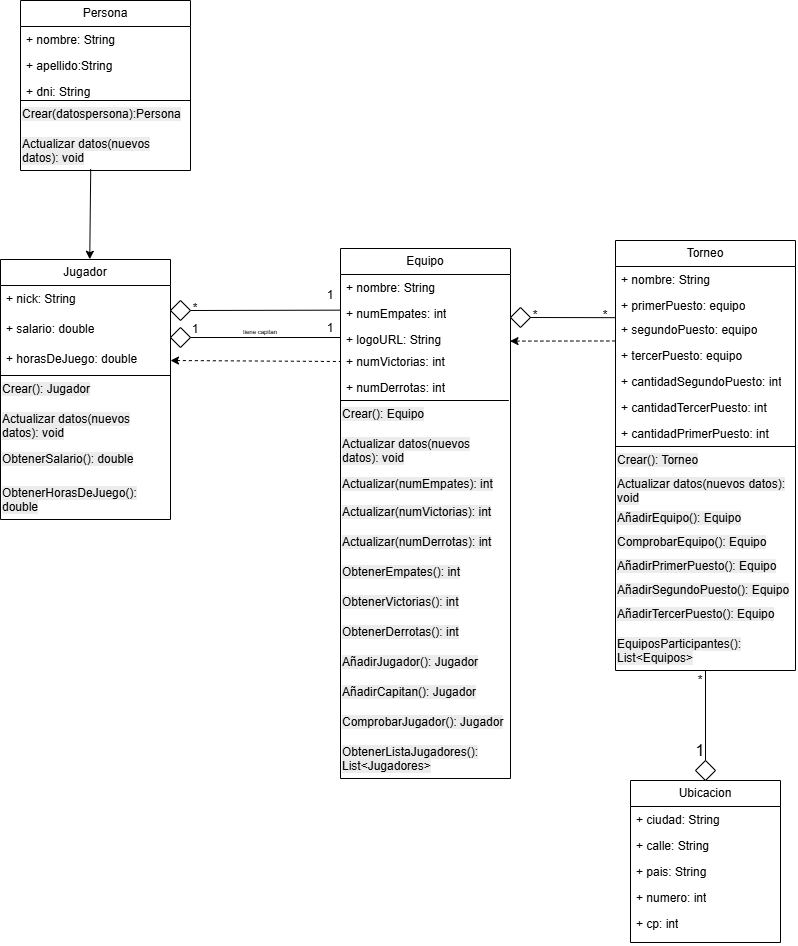 Persona
+ nombre: String
+ apellido:String
+ dni: String
Crear(datospersona):Persona
Actualizar datos(nuevos
datos): void
Jugador
+ nick: String
+ salario: double
+ horasDeJuego: double
Crear(): Jugador
Actualizar datos(nuevos
datos): void
ObtenerSalario(): double
ObtenerHorasDeJuego():
double
* 1
1 tiene capitan 1
Equipo
+ nombre: String
+ numEmpates: int
+ logoURL: String
+ numVictorias: int
+ numDerrotas: int
Crear(): Equipo
Actualizar datos(nuevos
datos): void
Actualizar(numEmpates): int
Actualizar(numVictorias): int
Actualizar(numDerrotas): int
ObtenerEmpates(): int
ObtenerVictorias(): int
ObtenerDerrotas(): int
AñadirJugador(): Jugador
AñadirCapitan(): Jugador
ComprobarJugador(): Jugador
ObtenerListaJugadores():
List<Jugadores>
* *
Torneo
+ nombre: String
+ primerPuesto: equipo
+ segundoPuesto: equipo
+ tercerPuesto: equipo
+ cantidadSegundoPuesto: int
+ cantidadTercerPuesto: int
+ cantidadPrimerPuesto: int
Crear(): Torneo
Actualizar datos(nuevos datos):
void
AñadirEquipo(): Equipo
ComprobarEquipo(): Equipo
AñadirPrimerPuesto(): Equipo
AñadirSegundoPuesto(): Equipo
AñadirTercerPuesto(): Equipo
EquiposParticipantes():
List<Equipos>
*
1
Ubicacion
+ ciudad: String
+ calle: String
+ pais: String
+ numero: int
+ cp: int